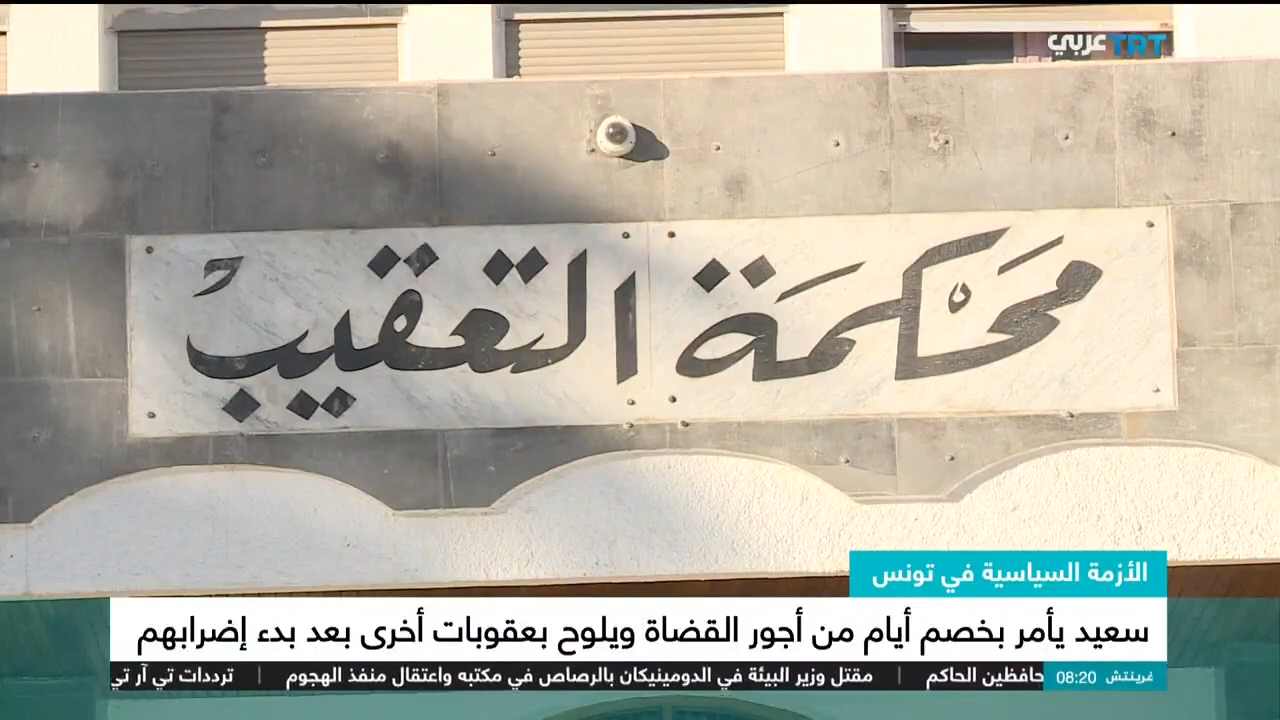 TRT عربي
محكمة التعقيب
الأزمة السياسية في تونس
سعيد يأمر بخصم أيام من أجور القضاة ويلوح بعقوبات أخرى بعد بدء إضرابهم
غرينتش 08:20
حافظين الحاكم | مقتل وزير البيئة في الدومينيكان بالرصاص في مكتبه واعتقال منفذ الهجوم | ترددات تي آر تي